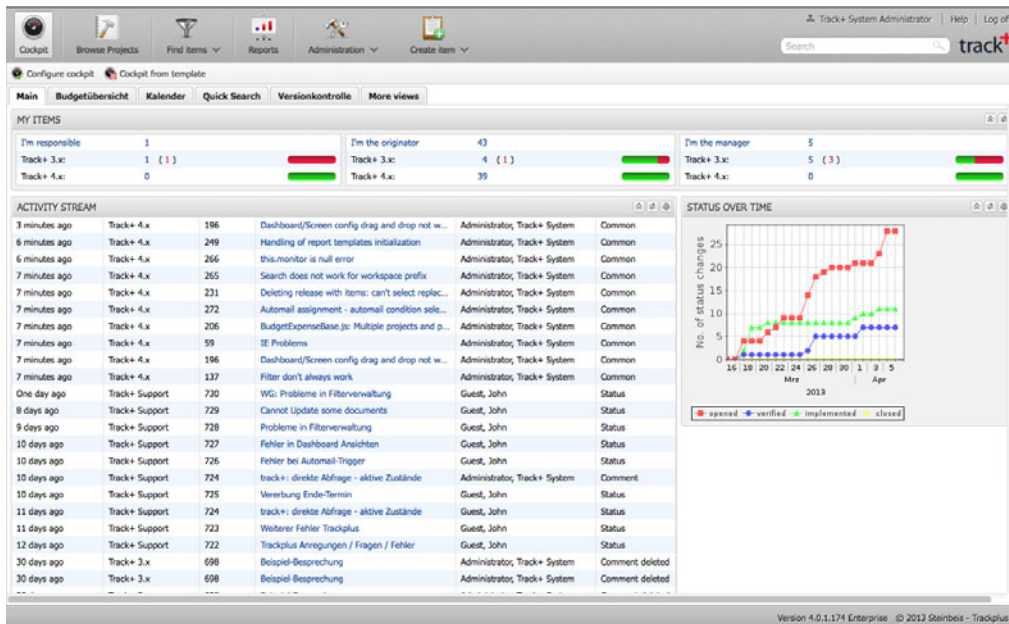 Track+ System Administrator | Help | Log of
Cockpit Browse Projects Find items Reports Administration Create item Search track+
Configure cockpit Cockpit from template
Main Budgetübersicht Kalender Quick Search Versionkontrolle More views
MY ITEMS
I'm responsible 1 I'm the originator 43 I'm the manager 5
Track+ 3.x: 1 (1) Track+ 3.x: 4 (1) Track+ 3.x: 5 (3)
Track+ 4.x: 0 Track+ 4.x: 39 Track+ 4.x: 0
ACTIVITY STREAM
3 minutes ago Track+ 4.x 196 Dashboard/Screen config drag and drop not w... Administrator, Track+ System Common
6 minutes ago Track+ 4.x 249 Handling of report templates initialization Administrator, Track+ System Common
6 minutes ago Track+ 4.x 266 this.monitor is null error Administrator, Track+ System Common
7 minutes ago Track+ 4.x 265 Search does not work for workspace prefix Administrator, Track+ System Common
7 minutes ago Track+ 4.x 231 Deleting release with items: can't select replac... Administrator, Track+ System Common
7 minutes ago Track+ 4.x 272 Automail assignment - automail condition sele... Administrator, Track+ System Common
7 minutes ago Track+ 4.x 206 BudgetExpenseBase.js: Multiple projects and p... Administrator, Track+ System Common
7 minutes ago Track+ 4.x 59 IE Problems Administrator, Track+ System Common
7 minutes ago Track+ 4.x 196 Dashboard/Screen config drag and drop not w... Administrator, Track+ System Common
7 minutes ago Track+ 4.x 137 Filter don't always work Administrator, Track+ System Common
One day ago Track+ Support 730 WG: Probleme in Filterverwaltung Guest, John Status
8 days ago Track+ Support 729 Cannot Update some documents Guest, John Status
9 days ago Track+ Support 728 Probleme in Filterverwaltung Guest, John Status
10 days ago Track+ Support 727 Fehler in Dashboard Ansichten Guest, John Status
10 days ago Track+ Support 726 Fehler bei Automail-Trigger Guest, John Status
10 days ago Track+ Support 724 track+: direkte Abfrage - aktive Zustände Administrator, Track+ System Comment
10 days ago Track+ Support 725 Vererbung Ende-Termin Guest, John Status
11 days ago Track+ Support 724 track+: direkte Abfrage - aktive Zustände Guest, John Status
11 days ago Track+ Support 723 Weiterer Fehler Trackplus Guest, John Status
12 days ago Track+ Support 722 Trackplus Anregungen / Fragen / Fehler Guest, John Status
30 days ago Track+ 3.x 698 Beispiel-Besprechung Administrator, Track+ System Comment deleted
30 days ago Track+ 3.x 698 Beispiel-Besprechung Administrator, Track+ System Comment deleted
STATUS OVER TIME
No. of status changes
25
20
15
10
5
0
16 18 20 22 24 26 28 30 1 3 5
Mrz Apr
2013
opened verified implemented closed
Version 4.0.1.174 Enterprise © 2013 Steinbeis - Trackplus